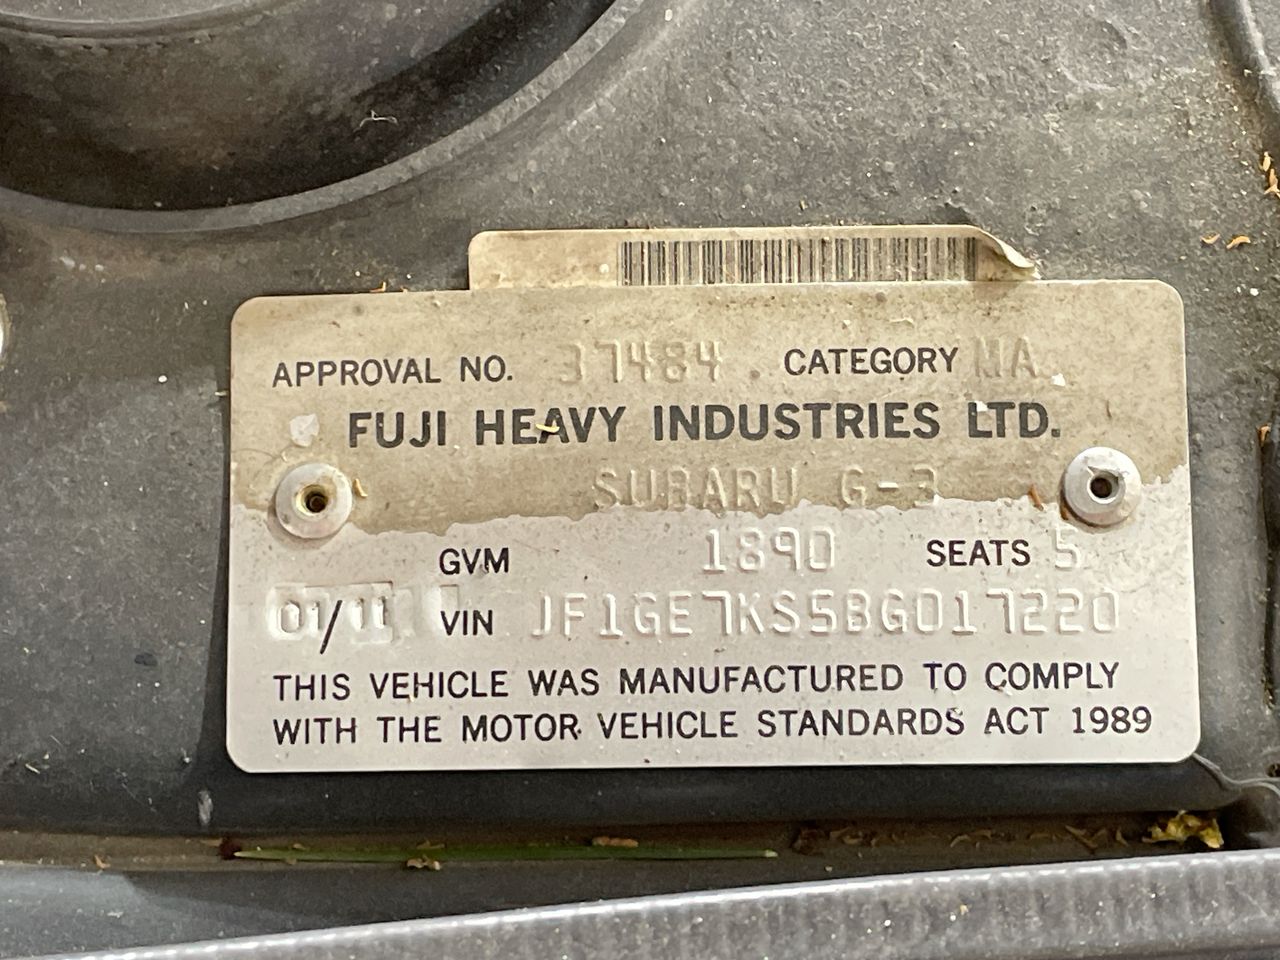 APPROVAL NO. 37484 CATEGORY MA
FUJI HEAVY INDUSTRIES LTD.
SUBARU G-3
GVM 1890 SEATS 5
01/11 VIN JF1GE7KS5BG017220
THIS VEHICLE WAS MANUFACTURED TO COMPLY
WITH THE MOTOR VEHICLE STANDARDS ACT 1989